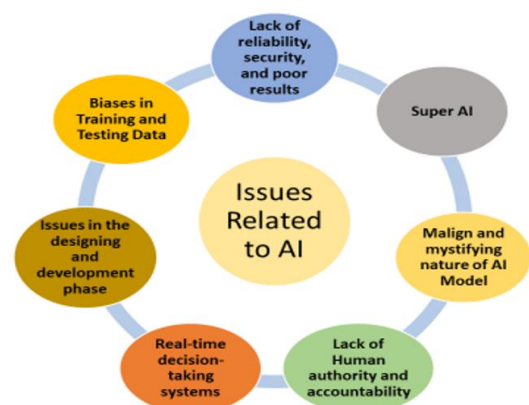 Lack of
reliability,
security,
and poor
results
Super AI
Malign and
mystifying
nature of AI
Model
Lack of
Human
authority and
accountability
Real-time
decision-
taking
systems
Issues in the
designing
and
development
phase
Biases in
Training and
Testing Data
Issues
Related
to AI